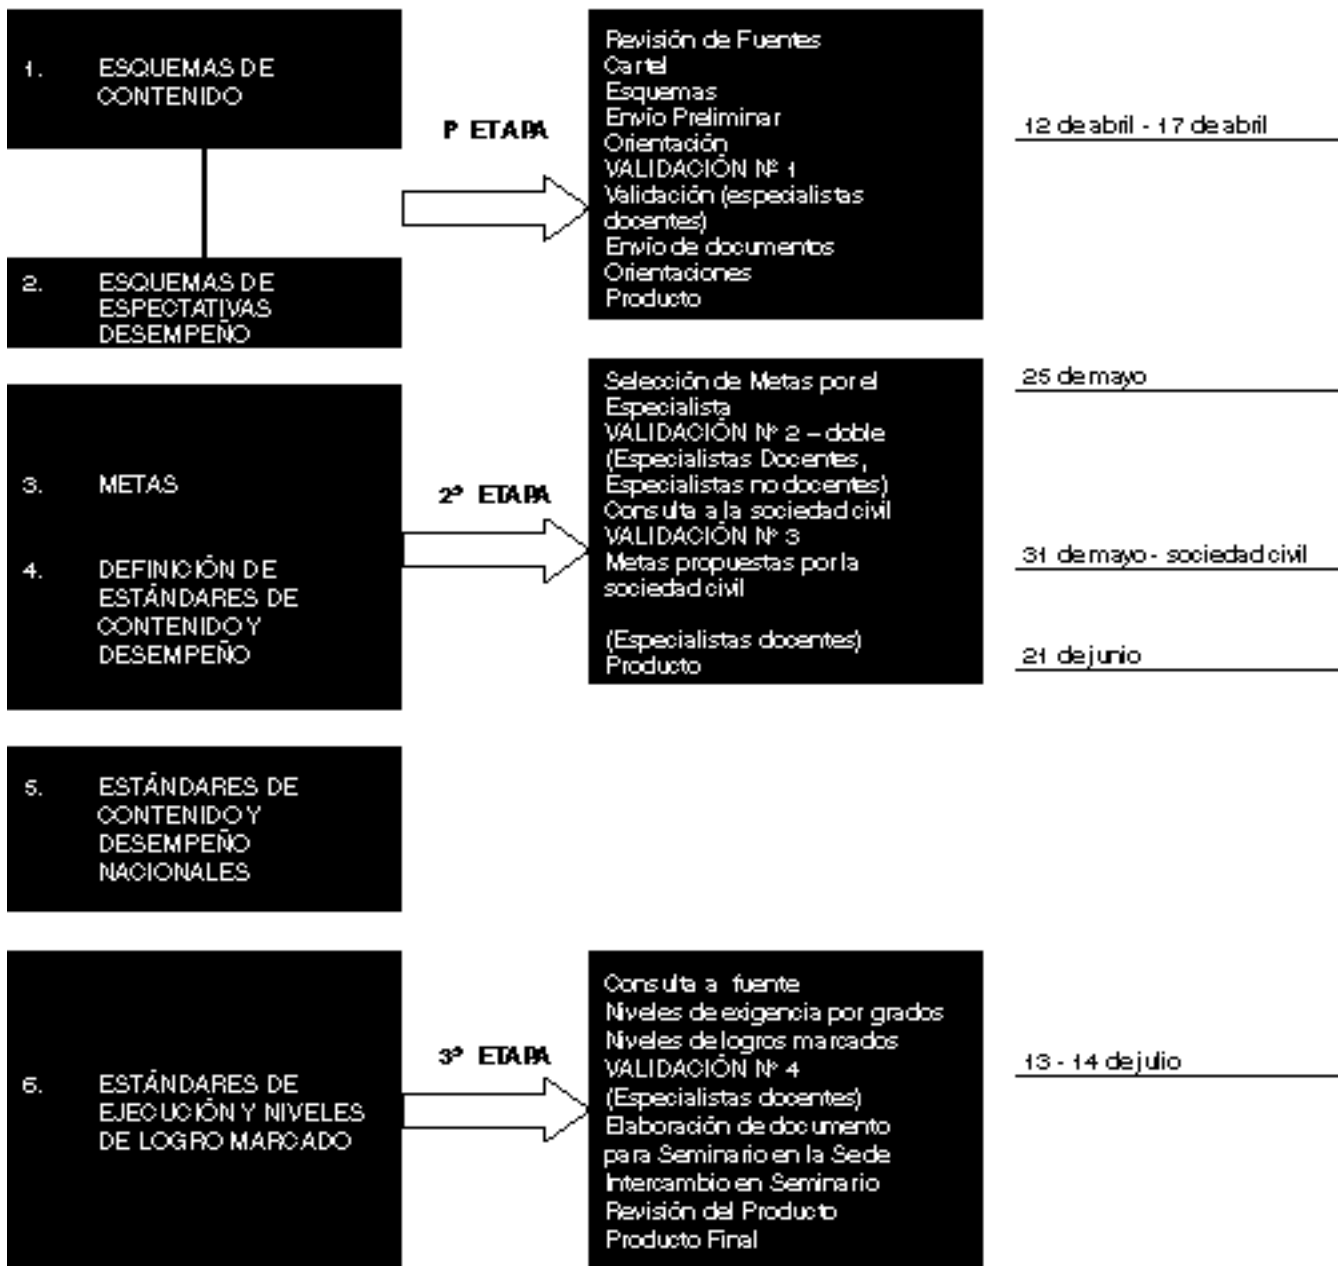 1. ESQUEMAS DE
CONTENIDO
2. ESQUEMAS DE
ESPECTATIVAS
DESEMPEÑO
1ª ETAPA
Revisión de Fuentes
Cartel
Esquemas
Envío Preliminar
Orientación
VALIDACIÓN Nº 1
Validación (especialistas
docentes)
Envío de documentos
Orientaciones
Producto
12 de abril - 17 de abril
3. METAS
4. DEFINICIÓN DE
ESTÁNDARES DE
CONTENIDO Y
DESEMPEÑO
2ª ETAPA
Selección de Metas por el
Especialista
VALIDACIÓN Nº 2 – doble
(Especialistas Docentes,
Especialistas no docentes)
Consulta a la sociedad civil
VALIDACIÓN Nº 3
Metas propuestas por la
sociedad civil
(Especialistas docentes)
Producto
25 de mayo
31 de mayo - sociedad civil
21 de junio
5. ESTÁNDARES DE
CONTENIDO Y
DESEMPEÑO
NACIONALES
6. ESTÁNDARES DE
EJECUCIÓN Y NIVELES
DE LOGRO MARCADO
3ª ETAPA
Consulta a fuente
Niveles de exigencia por grados
Niveles de logros marcados
VALIDACIÓN Nº 4
(Especialistas docentes)
Elaboración de documento
para Seminario en la Sede
Intercambio en Seminario
Revisión del Producto
Producto Final
13 - 14 de julio